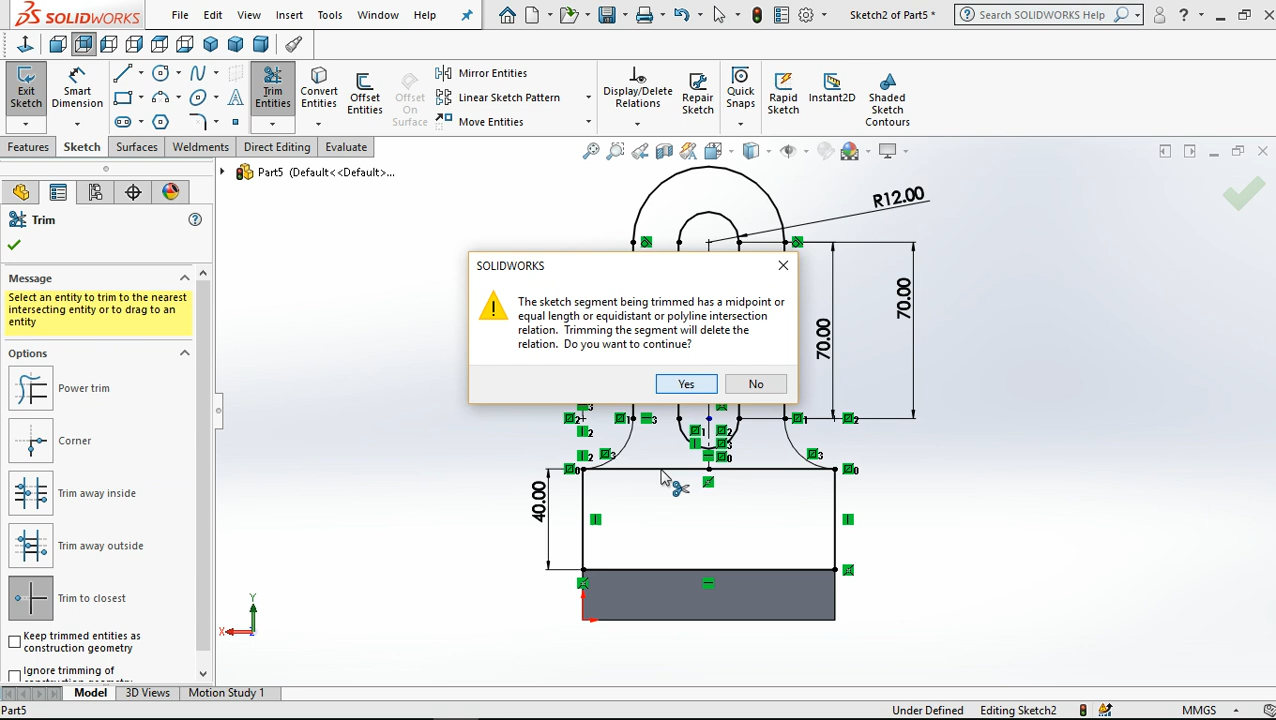 SOLIDWORKS File Edit View Insert Tools Window Help Sketch2 of Part5 * Search SOLIDWORKS Help ?
Exit Sketch
Smart Dimension
Trim Entities
Convert Entities
Offset Entities
Offset On Surface
Mirror Entities
Linear Sketch Pattern
Move Entities
Display/Delete Relations
Repair Sketch
Quick Snaps
Rapid Sketch
Instant2D
Shaded Sketch Contours
Features Sketch Surfaces Weldments Direct Editing Evaluate
Part5 (Default<<Default>...
Trim
Message
Select an entity to trim to the nearest
intersecting entity or to drag to an
entity
Options
Power trim
Corner
Trim away inside
Trim away outside
Trim to closest
Keep trimmed entities as
construction geometry
Ignore trimming of
R12.00
70.00
70.00
40.00
SOLIDWORKS
The sketch segment being trimmed has a midpoint or
equal length or equidistant or polyline intersection
relation. Trimming the segment will delete the
relation. Do you want to continue?
Yes No
Y
X
Model 3D Views Motion Study 1
Part5 Under Defined Editing Sketch2 MMGS